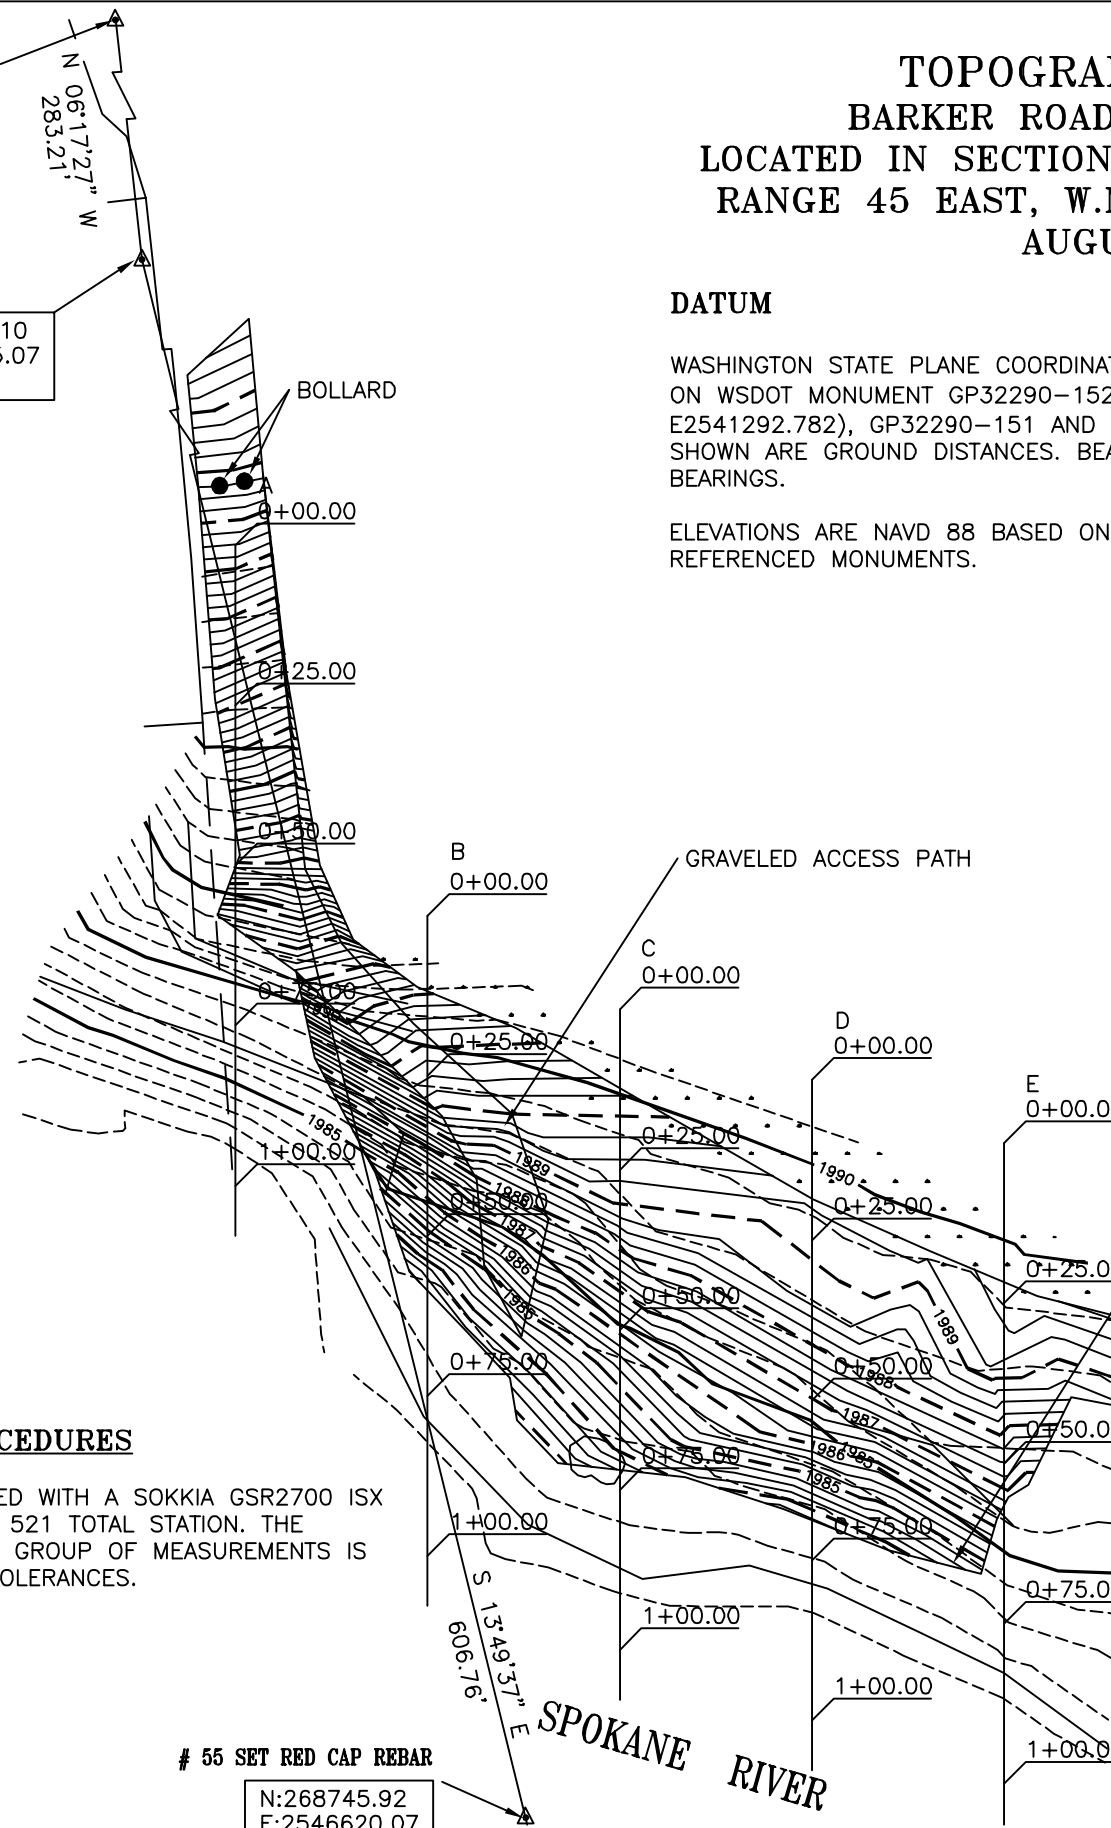 TOPOGRA
BARKER ROAD
LOCATED IN SECTION
RANGE 45 EAST, W.
AUGU
N 06°17'27" W
283.21'
10
.07
DATUM
WASHINGTON STATE PLANE COORDINAT
ON WSDOT MONUMENT GP32290-152
E2541292.782), GP32290-151 AND
SHOWN ARE GROUND DISTANCES. BEA
BEARINGS.
ELEVATIONS ARE NAVD 88 BASED ON
REFERENCED MONUMENTS.
BOLLARD
A
0+00.00
0+25.00
0+50.00
0+75.00
1+00.00
GRAVELED ACCESS PATH
B
0+00.00
0+25.00
0+50.00
0+75.00
1+00.00
C
0+00.00
0+25.00
0+50.00
0+75.00
1+00.00
D
0+00.00
0+25.00
0+50.00
0+75.00
1+00.00
E
0+00.0
0+25.0
0+50.0
0+75.0
1+00.0
1990
1985
1989
1988
1987
1986
1985
1990
1989
1988
1987
1986
1985
1985
CEDURES
ED WITH A SOKKIA GSR2700 ISX
521 TOTAL STATION. THE
GROUP OF MEASUREMENTS IS
OLERANCES.
S 13°49'37" E
606.76'
SPOKANE RIVER
# 55 SET RED CAP REBAR
N:268745.92
E:2546620.07